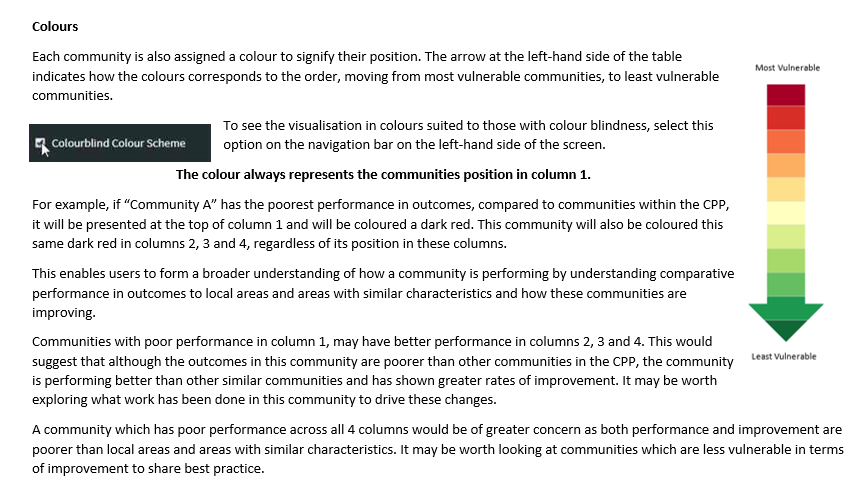 Colours
Each community is also assigned a colour to signify their position. The arrow at the left-hand side of the table
indicates how the colours corresponds to the order, moving from most vulnerable communities, to least vulnerable
communities.
Most Vulnerable
Colourblind Colour Scheme
To see the visualisation in colours suited to those with colour blindness, select this
option on the navigation bar on the left-hand side of the screen.
The colour always represents the communities position in column 1.
For example, if “Community A” has the poorest performance in outcomes, compared to communities within the CPP,
it will be presented at the top of column 1 and will be coloured a dark red. This community will also be coloured this
same dark red in columns 2, 3 and 4, regardless of its position in these columns.
This enables users to form a broader understanding of how a community is performing by understanding comparative
performance in outcomes to local areas and areas with similar characteristics and how these communities are
improving.
Communities with poor performance in column 1, may have better performance in columns 2, 3 and 4. This would
suggest that although the outcomes in this community are poorer than other communities in the CPP, the community
is performing better than other similar communities and has shown greater rates of improvement. It may be worth
exploring what work has been done in this community to drive these changes.
Least Vulnerable
A community which has poor performance across all 4 columns would be of greater concern as both performance and improvement are
poorer than local areas and areas with similar characteristics. It may be worth looking at communities which are less vulnerable in terms
of improvement to share best practice.